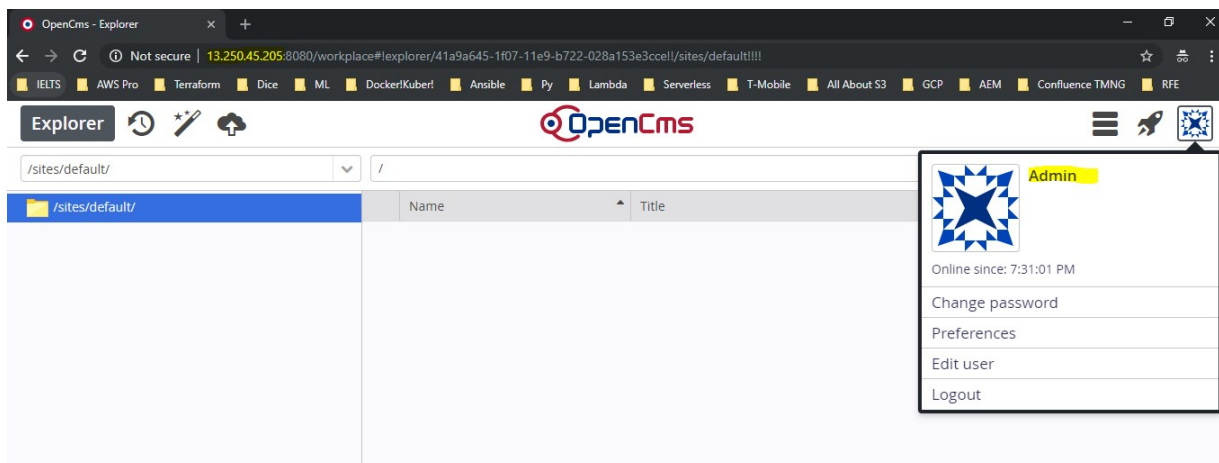 OpenCms - Explorer
Not secure | 13.250.45.205:8080/workplace#!explorer/41a9a645-1f07-11e9-b722-028a153e3cce!!/sites/default!!!!
IELTS AWS Pro Terraform Dice ML Docker!Kuber! Ansible Py Lambda Serverless T-Mobile All About S3 GCP AEM Confluence TMNG RFE
Explorer OpenCms
/sites/default/ /
/sites/default/ Name Title
Admin
Online since: 7:31:01 PM
Change password
Preferences
Edit user
Logout